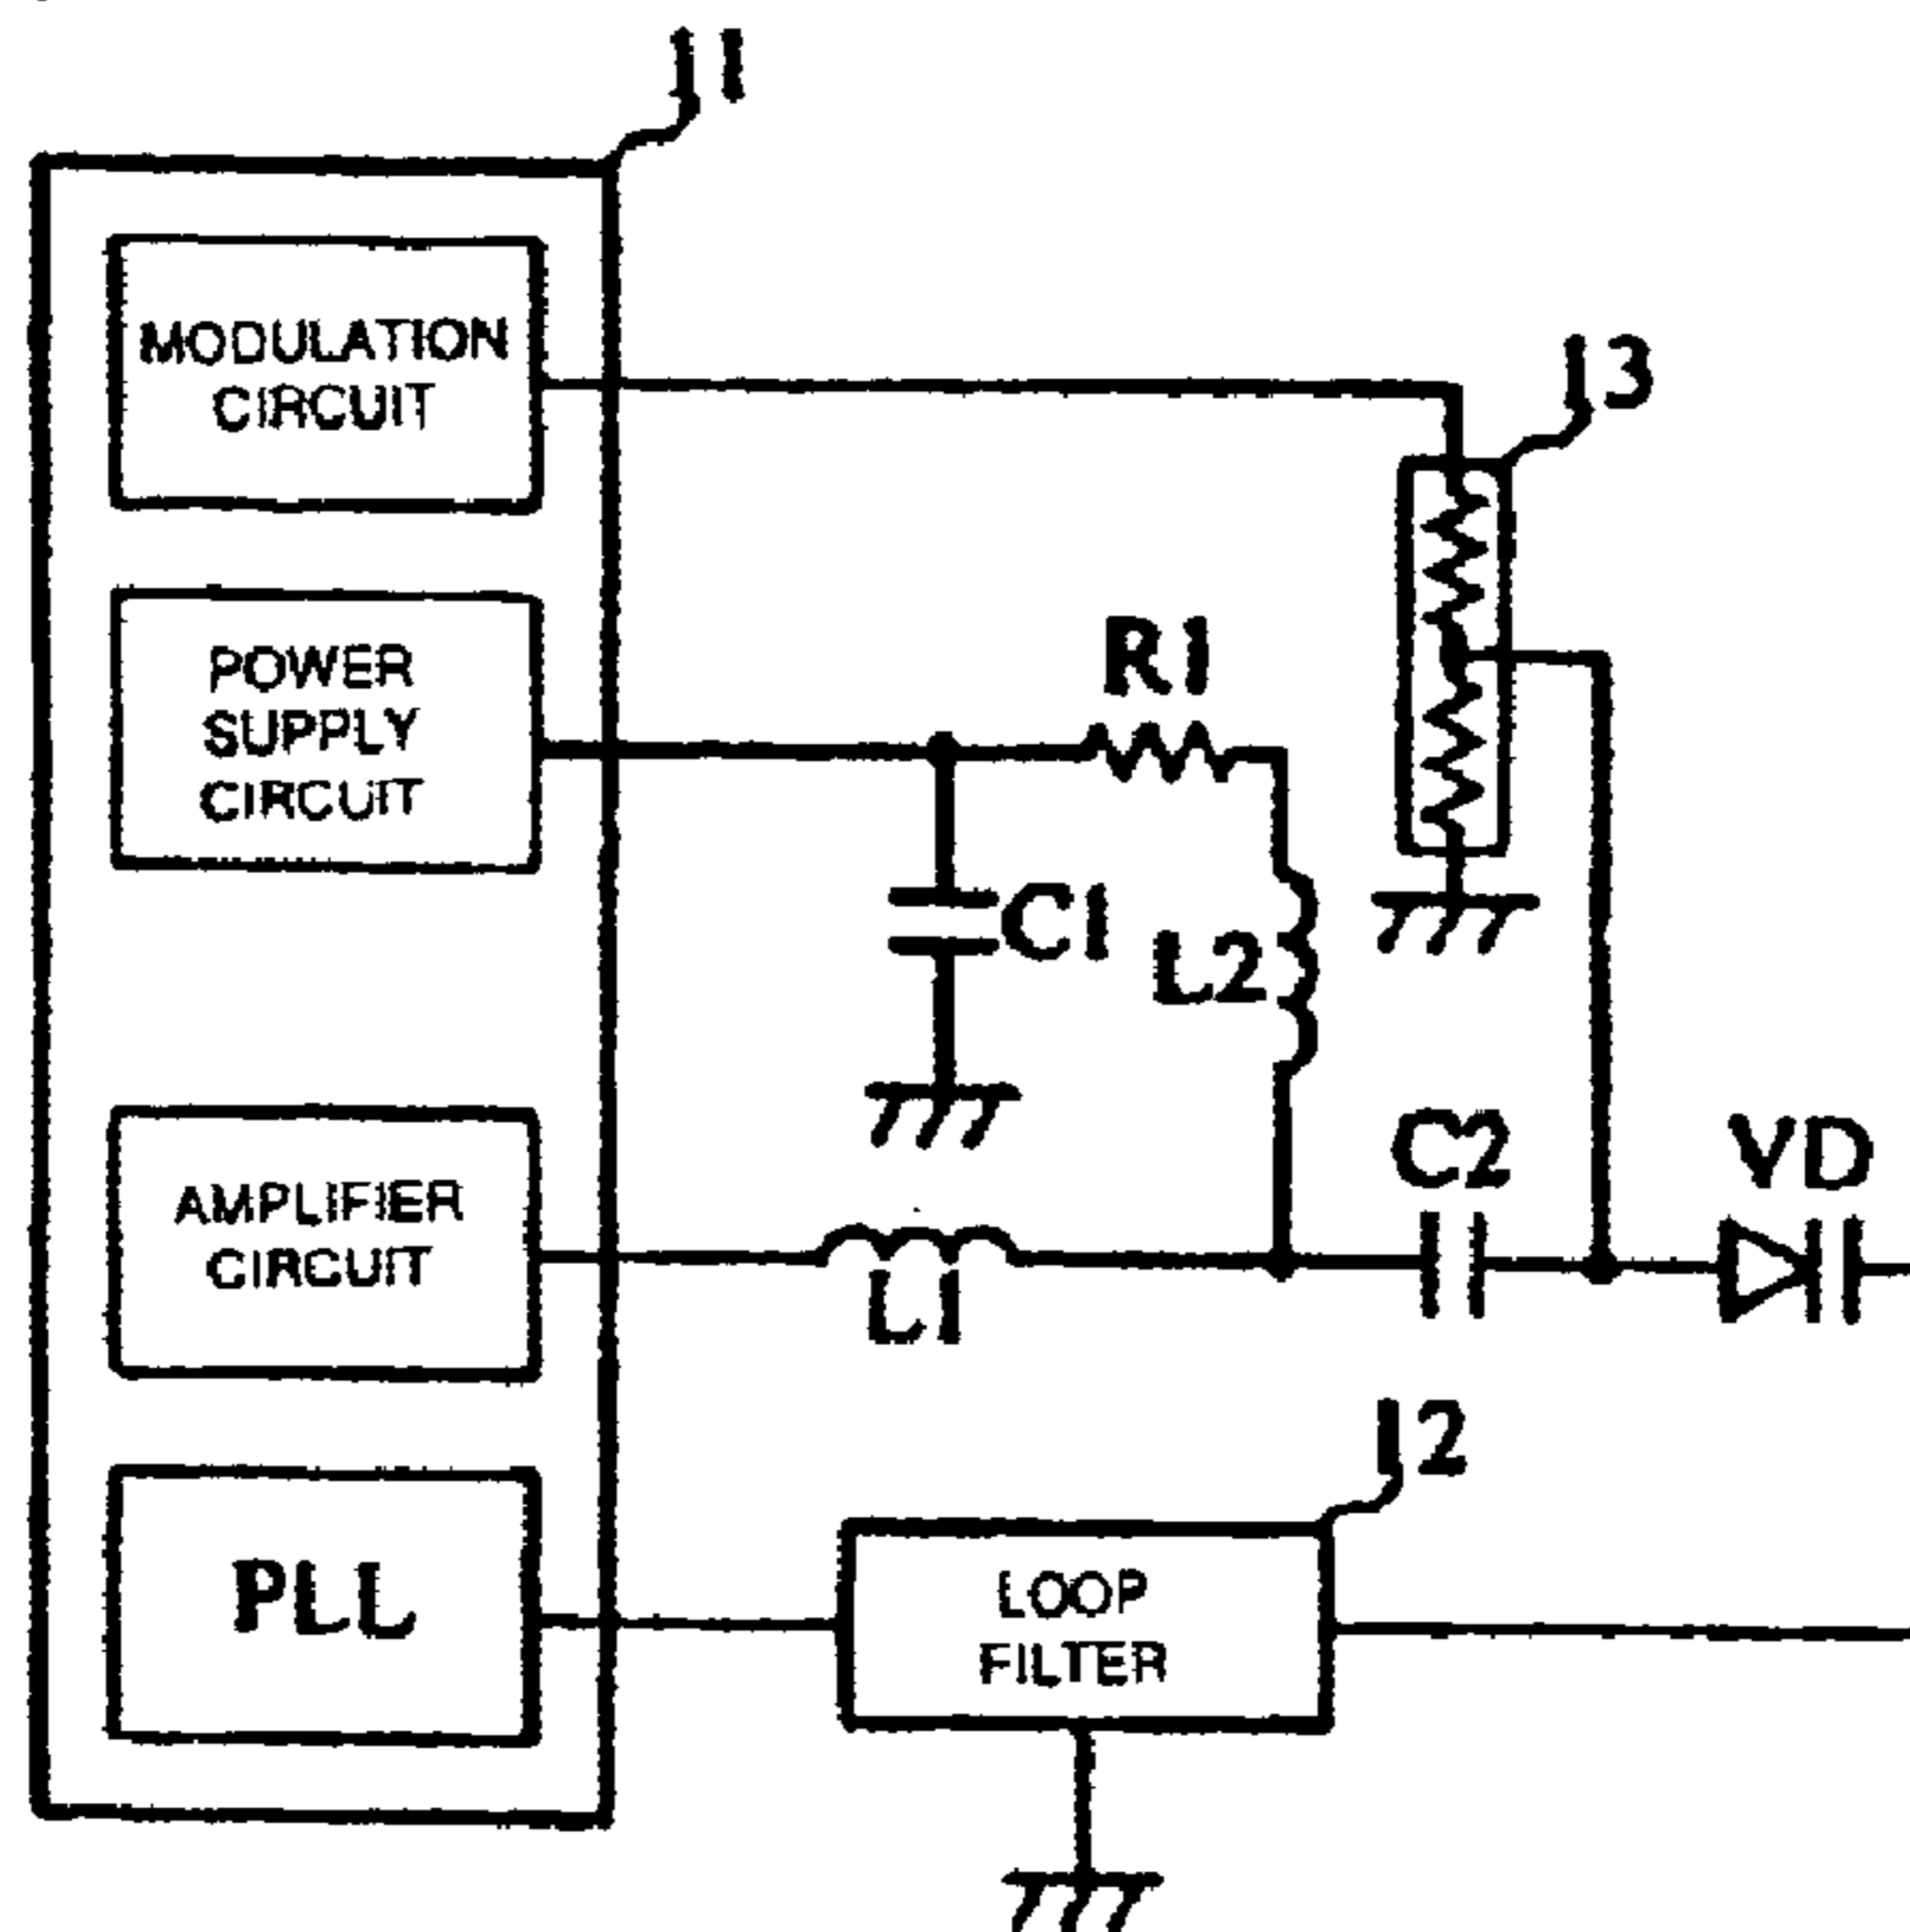 11
MODULATION
CIRCUIT
13
POWER
SUPPLY
CIRCUIT
R1
C1
L2
AMPLIFIER
CIRCUIT
L1
C2
VD
12
PLL
LOOP
FILTER